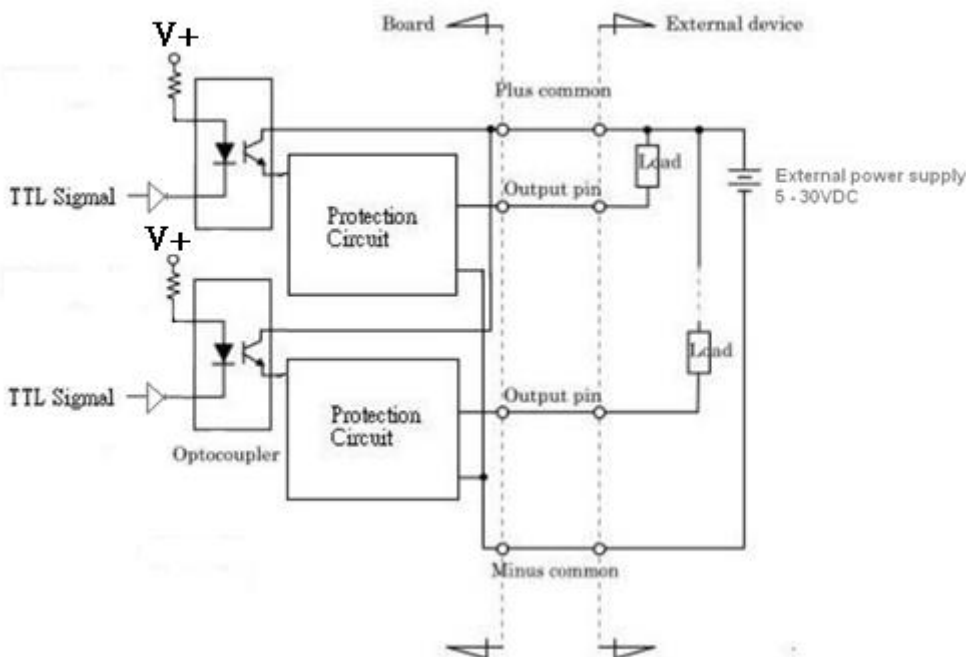 Board
External device
V+
Plus common
Load
External power supply
5 - 30VDC
TTL Sigmal
Output pin
Protection
Circuit
V+
Load
TTL Sigmal
Output pin
Protection
Circuit
Optocoupler
Minus common